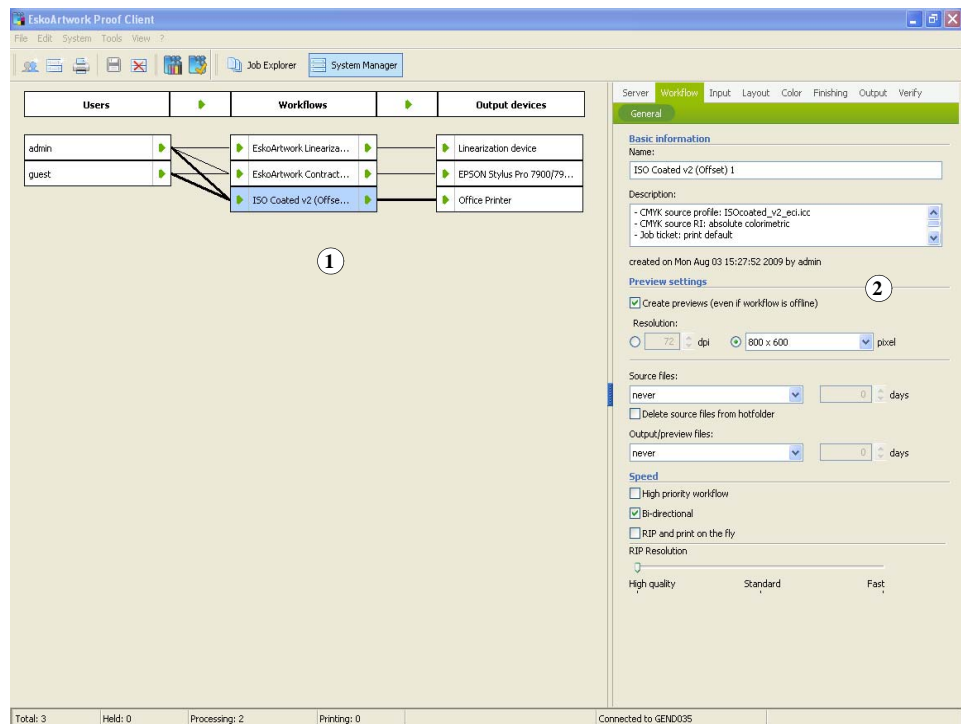 EskoArtwork Proof Client
File Edit System Tools View ?
Job Explorer System Manager
Users Workflows Output devices
admin EskoArtwork Lineariza... Linearization device
guest EskoArtwork Contract... EPSON Stylus Pro 7900/79...
ISO Coated v2 (Offse... Office Printer
1
Server Workflow Input Layout Color Finishing Output Verify
General
Basic information
Name:
ISO Coated v2 (Offset) 1
Description:
- CMYK source profile: ISOcoated_v2_eci.icc
- CMYK source RI: absolute colorimetric
- Job ticket: print default
created on Mon Aug 03 15:27:52 2009 by admin
Preview settings
2
Create previews (even if workflow is offline)
Resolution:
72 dpi 800 x 600 pixel
Source files:
never 0 days
Delete source files from hotfolder
Output/preview files:
never 0 days
Speed
High priority workflow
Bi-directional
RIP and print on the fly
RIP Resolution
High quality Standard Fast
Total: 3 Held: 0 Processing: 2 Printing: 0 Connected to GEND035